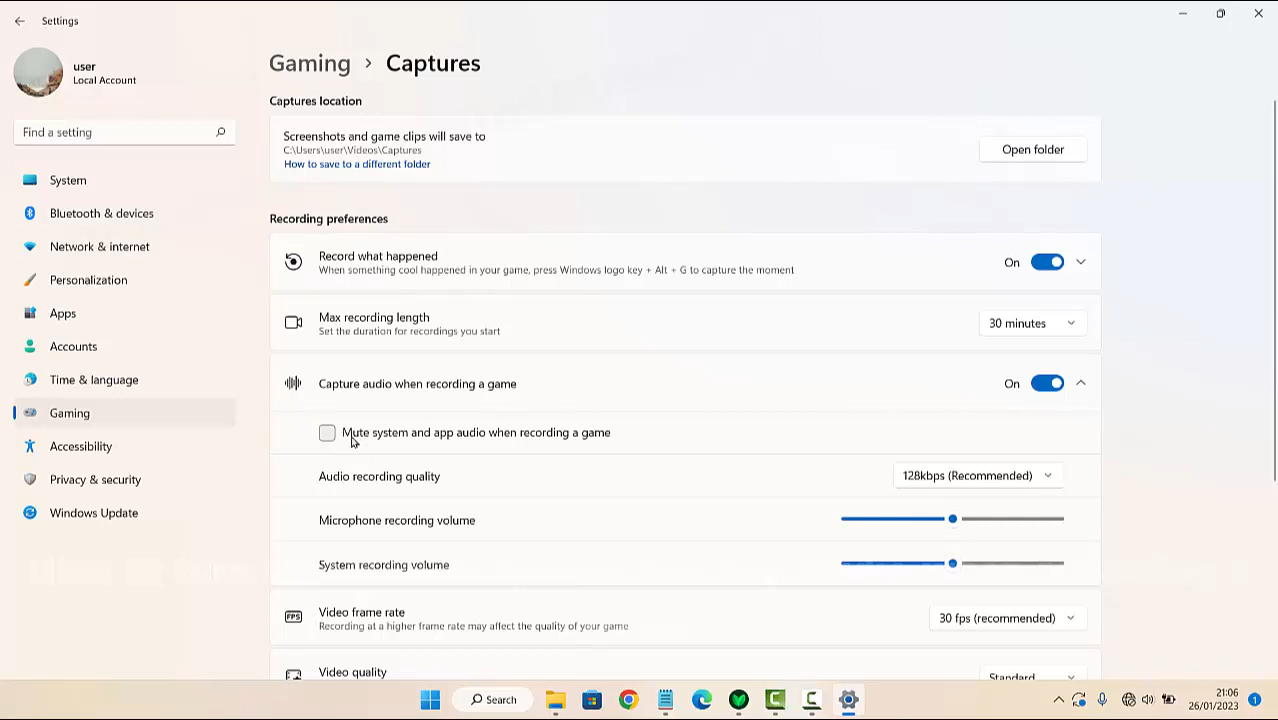 Settings
user
Local Account
Find a setting
System
Bluetooth & devices
Network & internet
Personalization
Apps
Accounts
Time & language
Gaming
Accessibility
Privacy & security
Windows Update
Gaming > Captures
Captures location
Screenshots and game clips will save to
C:\Users\user\Videos\Captures
How to save to a different folder
Open folder
Recording preferences
Record what happened
When something cool happened in your game, press Windows logo key + Alt + G to capture the moment
On
Max recording length
Set the duration for recordings you start
30 minutes
Capture audio when recording a game
On
Mute system and app audio when recording a game
Audio recording quality
128kbps (Recommended)
Microphone recording volume
System recording volume
FPS
Video frame rate
Recording at a higher frame rate may affect the quality of your game
30 fps (recommended)
Video quality
Standard
Search
21:06
26/01/2023
1